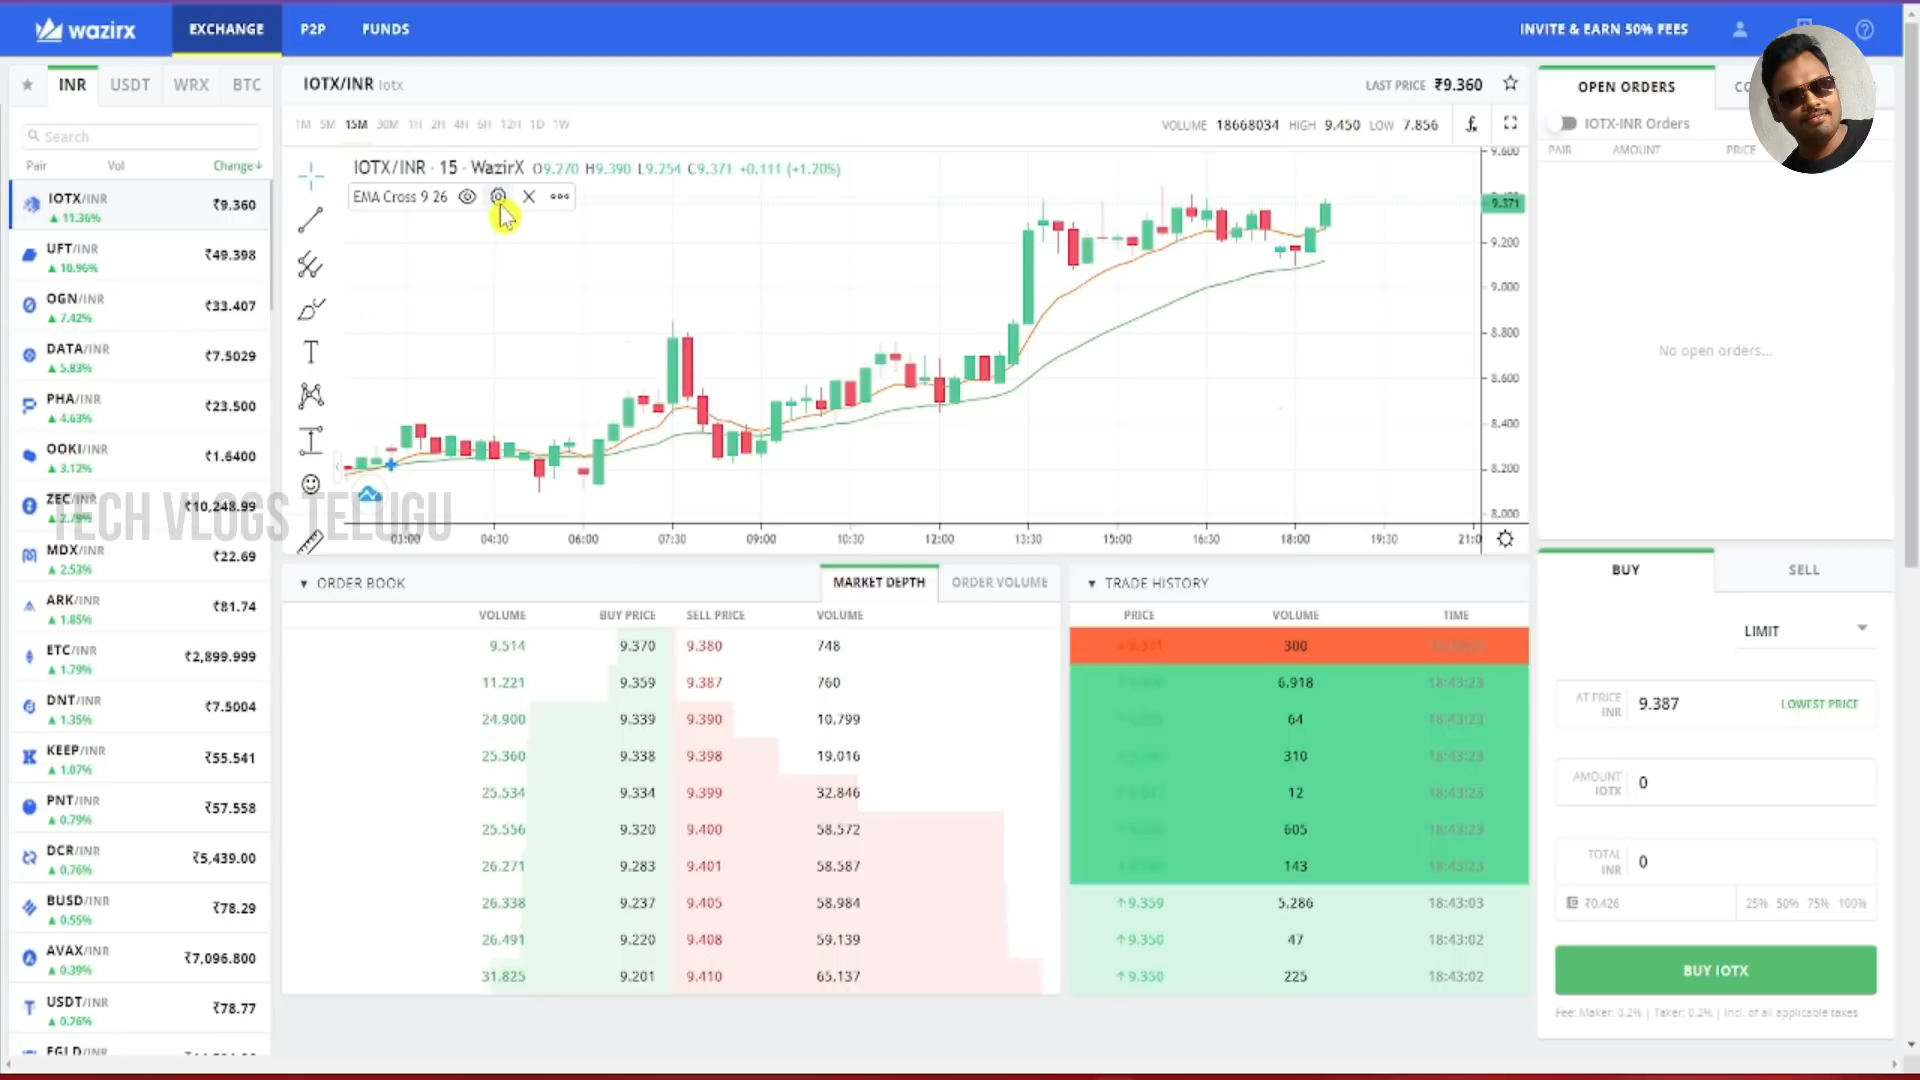 wazirx
EXCHANGE
P2P
FUNDS
INVITE & EARN 50% FEES
INR
USDT
WRX
BTC
Search
Pair Vol Change↓
IOTX/INR ₹9.360
▲ 11.36%
UFT/INR ₹49.398
▲ 10.96%
OGN/INR ₹33.407
▲ 7.42%
DATA/INR ₹7.5029
▲ 5.83%
PHA/INR ₹23.500
▲ 4.63%
OOKI/INR ₹1.6400
▲ 3.12%
ZEC/INR ₹10,248.99
▲ 2.79%
MDX/INR ₹22.69
▲ 2.53%
ARK/INR ₹81.74
▲ 1.85%
ETC/INR ₹2,899.999
▲ 1.79%
DNT/INR ₹7.5004
▲ 1.35%
KEEP/INR ₹55.541
▲ 1.07%
PNT/INR ₹57.558
▲ 0.79%
DCR/INR ₹5,439.00
▲ 0.76%
BUSD/INR ₹78.29
▲ 0.55%
AVAX/INR ₹7,096.800
▲ 0.39%
USDT/INR ₹78.77
▲ 0.26%
TECH VLOGS TELUGU
IOTX/INR Iotx
LAST PRICE ₹9.360
1M 5M 15M 30M 1H 2H 4H 6H 12H 1D 1W
VOLUME 18668034 HIGH 9.450 LOW 7.856
IOTX/INR · 15 · WazirX O9.270 H9.390 L9.254 C9.371 +0.111 (+1.20%)
EMA Cross 9 26
9.600
9.371
9.200
9.000
8.800
8.600
8.400
8.200
8.000
03:00 04:30 06:00 07:30 09:00 10:30 12:00 13:30 15:00 16:30 18:00 19:30 21:0
▼ ORDER BOOK
MARKET DEPTH
ORDER VOLUME
VOLUME BUY PRICE SELL PRICE VOLUME
9.514 9.370 9.380 748
11.221 9.359 9.387 760
24.900 9.339 9.390 10,799
25.360 9.338 9.398 19,016
25.534 9.334 9.399 32,846
25.556 9.320 9.400 58,572
26.271 9.283 9.401 58,587
26.338 9.237 9.405 58,984
26.491 9.220 9.408 59,139
31.825 9.201 9.410 65,137
▼ TRADE HISTORY
PRICE VOLUME TIME
300
6,918 18:43:23
64 18:43:23
310 18:43:23
12 18:43:23
605 18:43:23
143 18:43:23
↑9.359 5,286 18:43:03
↑9.350 47 18:43:02
↑9.350 225 18:43:02
OPEN ORDERS
IOTX-INR Orders
PAIR AMOUNT PRICE
No open orders...
BUY
SELL
LIMIT
AT PRICE INR 9.387 LOWEST PRICE
AMOUNT IOTX 0
TOTAL INR 0
₹0.426 25% 50% 75% 100%
BUY IOTX
Fee: Maker: 0.2% | Taker: 0.2% | Incl. of all applicable taxes